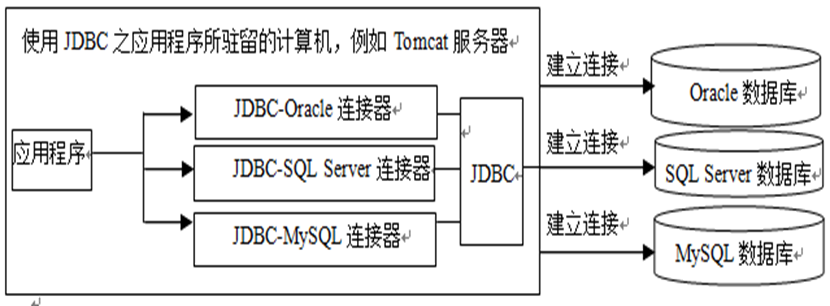 使用 JDBC 之应用程序所驻留的计算机，例如 Tomcat 服务器
建立连接
Oracle 数据库
JDBC-Oracle 连接器
应用程序
JDBC-SQL Server 连接器
JDBC
建立连接
SQL Server 数据库
JDBC-MySQL 连接器
建立连接
MySQL 数据库